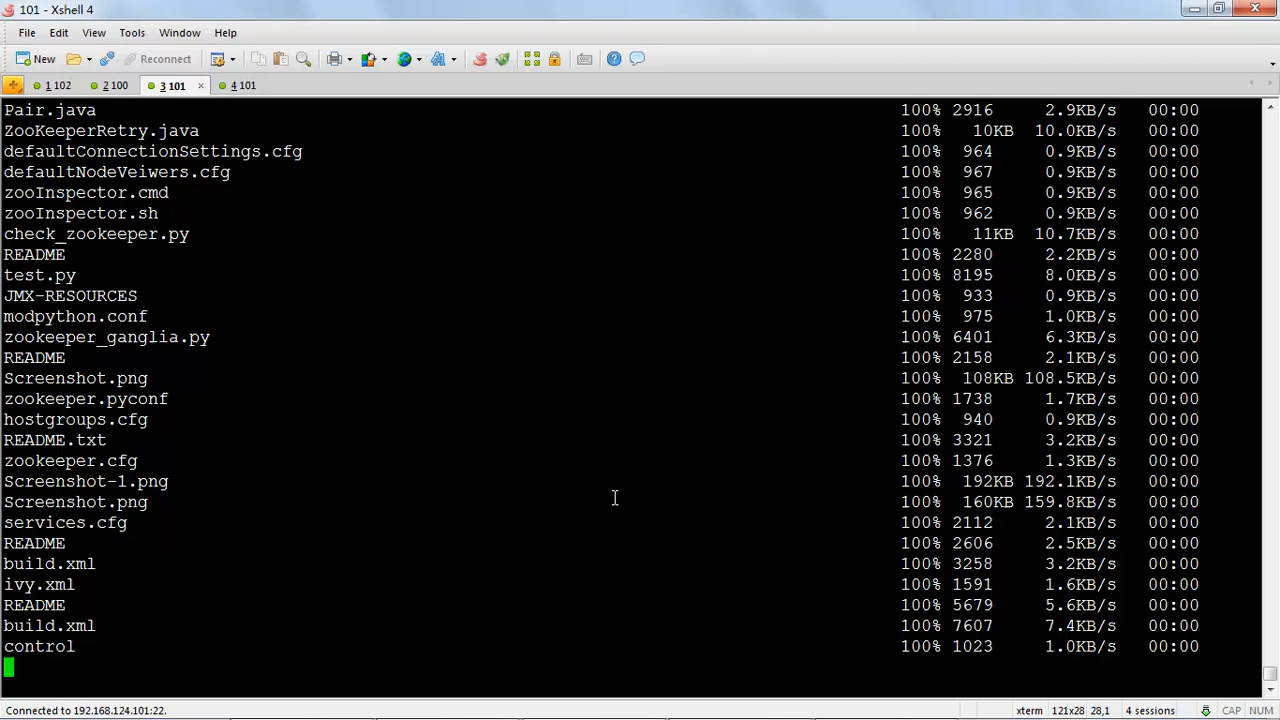 101 - Xshell 4
File Edit View Tools Window Help
New Reconnect
1 102 2 100 3 101 4 101
Pair.java 100% 2916 2.9KB/s 00:00
ZooKeeperRetry.java 100% 10KB 10.0KB/s 00:00
defaultConnectionSettings.cfg 100% 964 0.9KB/s 00:00
defaultNodeVeiwers.cfg 100% 967 0.9KB/s 00:00
zooInspector.cmd 100% 965 0.9KB/s 00:00
zooInspector.sh 100% 962 0.9KB/s 00:00
check_zookeeper.py 100% 11KB 10.7KB/s 00:00
README 100% 2280 2.2KB/s 00:00
test.py 100% 8195 8.0KB/s 00:00
JMX-RESOURCES 100% 933 0.9KB/s 00:00
modpython.conf 100% 975 1.0KB/s 00:00
zookeeper_ganglia.py 100% 6401 6.3KB/s 00:00
README 100% 2158 2.1KB/s 00:00
Screenshot.png 100% 108KB 108.5KB/s 00:00
zookeeper.pyconf 100% 1738 1.7KB/s 00:00
hostgroups.cfg 100% 940 0.9KB/s 00:00
README.txt 100% 3321 3.2KB/s 00:00
zookeeper.cfg 100% 1376 1.3KB/s 00:00
Screenshot-1.png 100% 192KB 192.1KB/s 00:00
Screenshot.png 100% 160KB 159.8KB/s 00:00
services.cfg 100% 2112 2.1KB/s 00:00
README 100% 2606 2.5KB/s 00:00
build.xml 100% 3258 3.2KB/s 00:00
ivy.xml 100% 1591 1.6KB/s 00:00
README 100% 5679 5.6KB/s 00:00
build.xml 100% 7607 7.4KB/s 00:00
control 100% 1023 1.0KB/s 00:00
Connected to 192.168.124.101:22. xterm 121x28 28,1 4 sessions CAP NUM